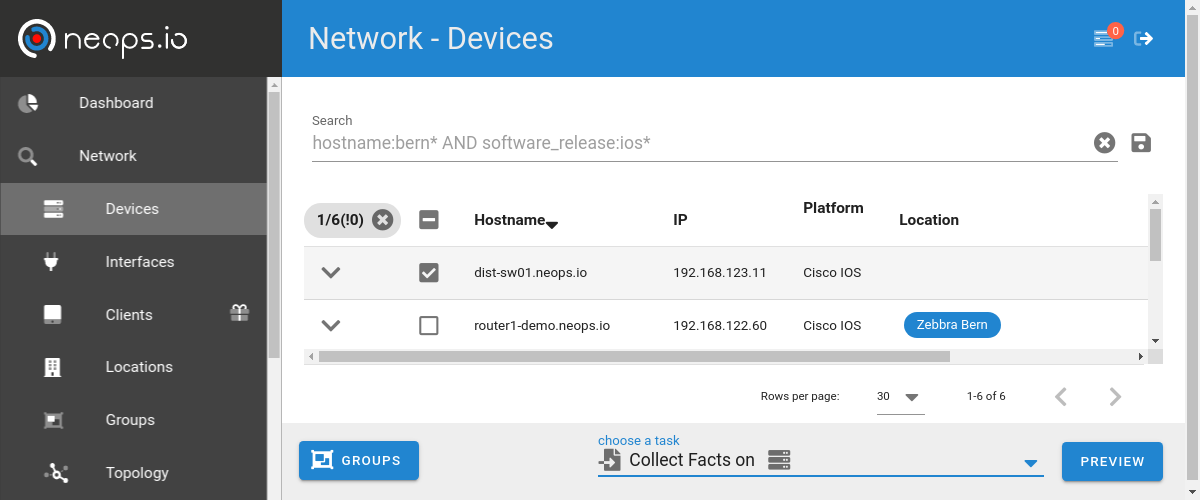 neops.io
Network - Devices
0
Dashboard
Network
Devices
Interfaces
Clients
Locations
Groups
Topology
Search
hostname:bern* AND software_release:ios*
1/6(!0)
Hostname
IP
Platform
Location
dist-sw01.neops.io
192.168.123.11
Cisco IOS
router1-demo.neops.io
192.168.122.60
Cisco IOS
Zebbra Bern
Rows per page:
30
1-6 of 6
GROUPS
choose a task
Collect Facts on
PREVIEW